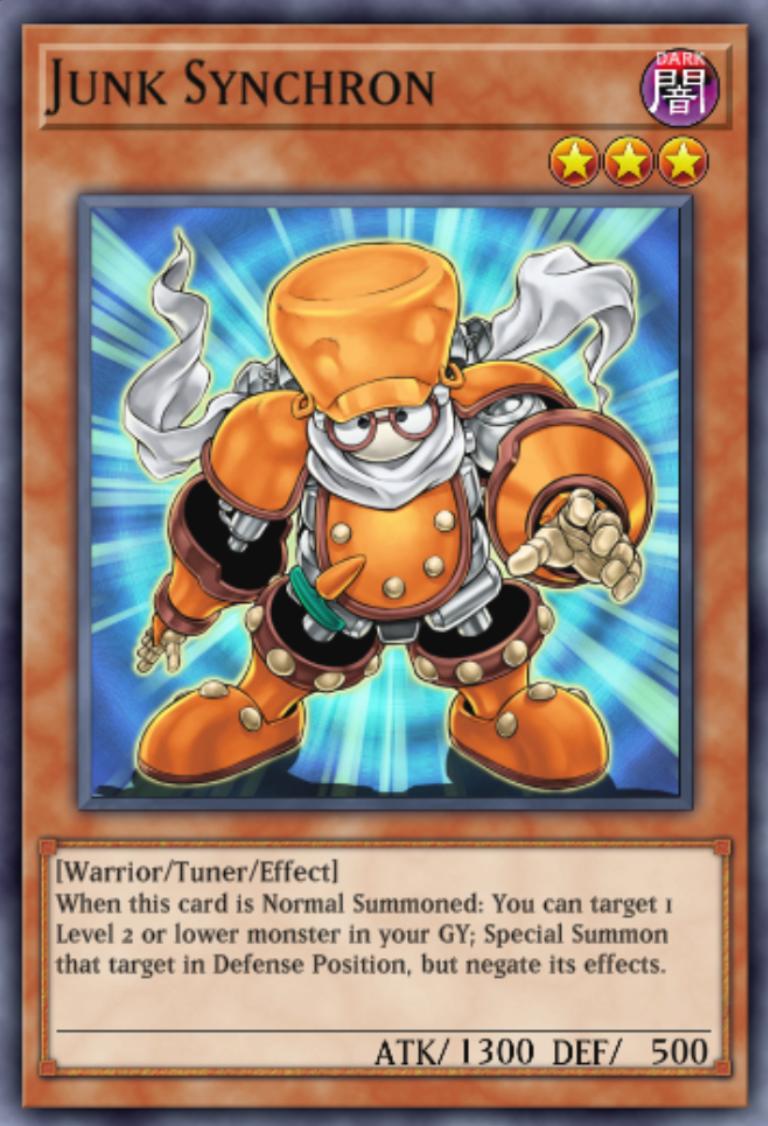 Junk Synchron
DARK
闇
[Warrior/Tuner/Effect]
When this card is Normal Summoned: You can target 1
Level 2 or lower monster in your GY; Special Summon
that target in Defense Position, but negate its effects.
ATK/ 1300 DEF/ 500